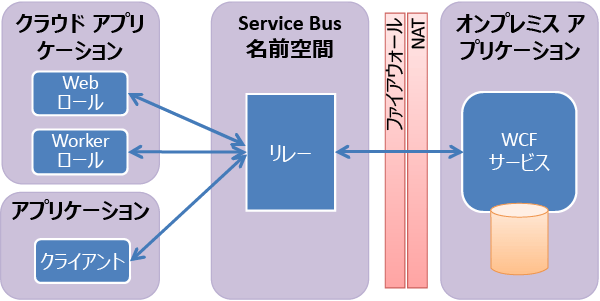 クラウド アプリ
ケーション
Web
ロール
Worker
ロール
アプリケーション
クライアント
Service Bus
名前空間
リレー
ファイアウォール
NAT
オンプレミス ア
プリケーション
WCF
サービス